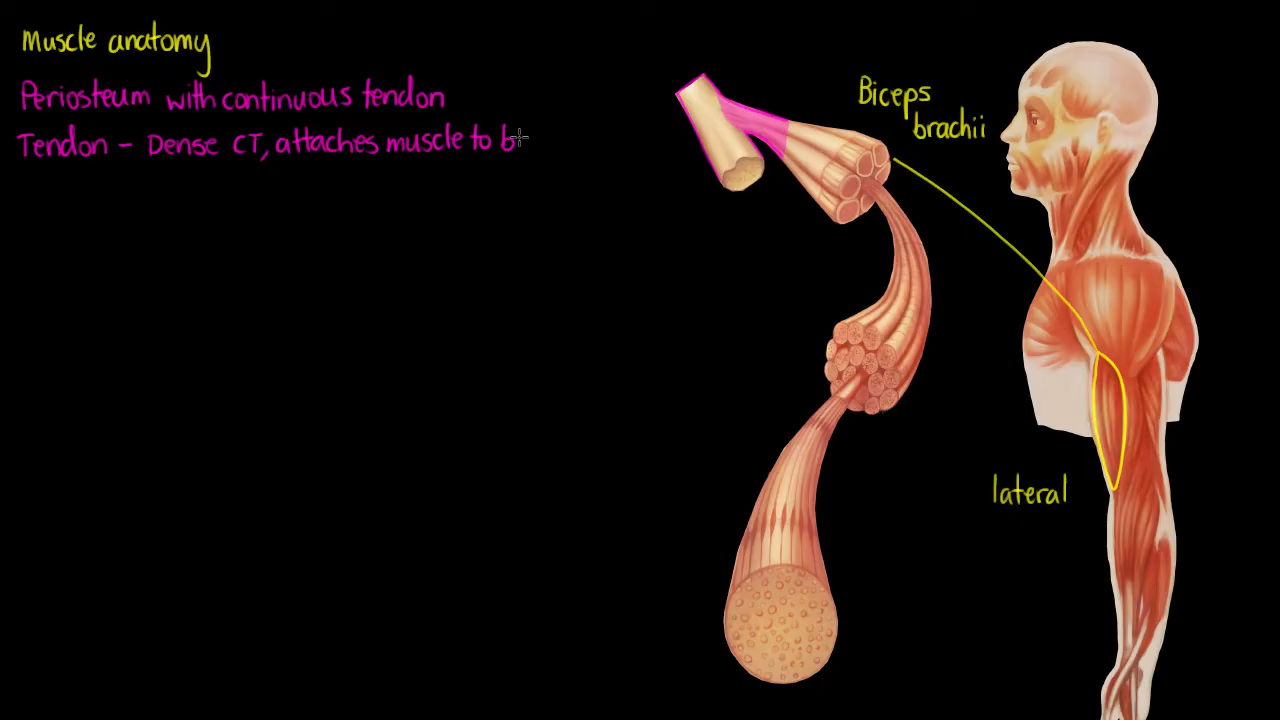 Muscle anatomy
Periosteum with continuous tendon
Tendon - Dense CT, attaches muscle to b
Biceps
brachii
lateral